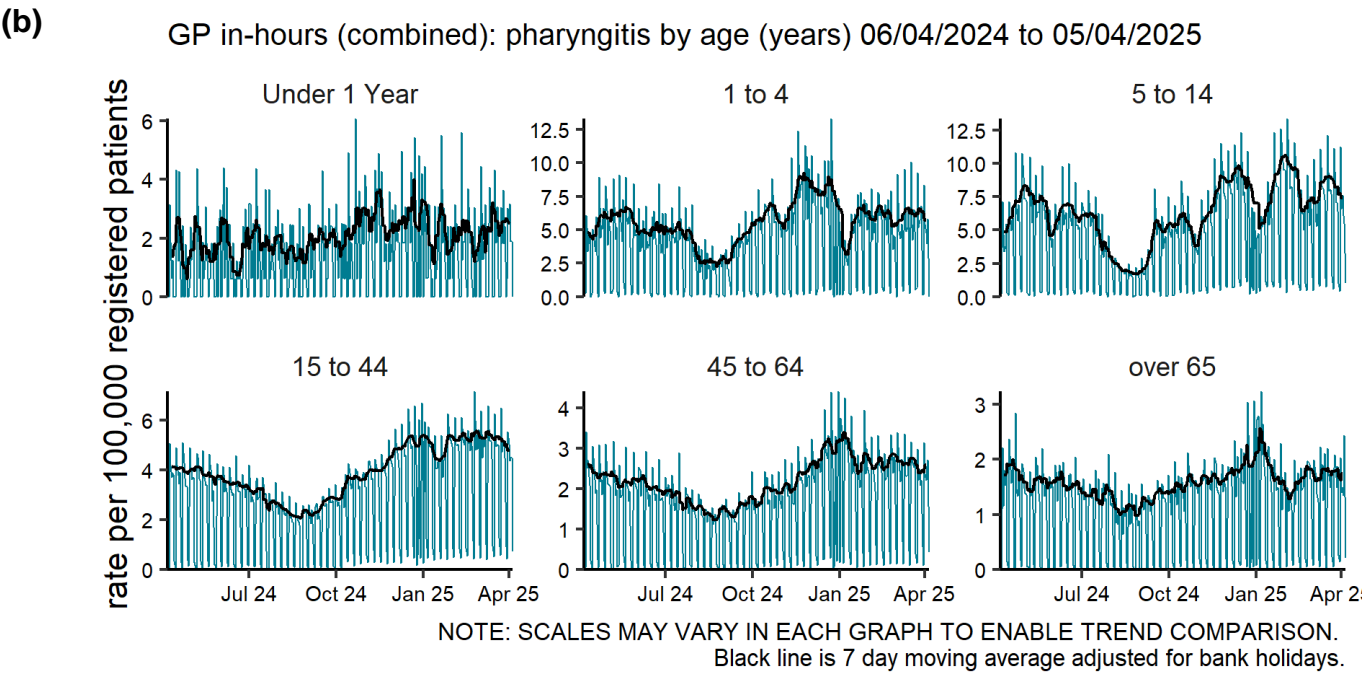 (b)
GP in-hours (combined): pharyngitis by age (years) 06/04/2024 to 05/04/2025
rate per 100,000 registered patients
Under 1 Year
6
4
2
0
1 to 4
12.5
10.0
7.5
5.0
2.5
0.0
5 to 14
12.5
10.0
7.5
5.0
2.5
0.0
15 to 44
6
4
2
0
Jul 24 Oct 24 Jan 25 Apr 25
45 to 64
4
3
2
1
0
Jul 24 Oct 24 Jan 25 Apr 25
over 65
3
2
1
0
Jul 24 Oct 24 Jan 25 Apr 25
NOTE: SCALES MAY VARY IN EACH GRAPH TO ENABLE TREND COMPARISON.
Black line is 7 day moving average adjusted for bank holidays.